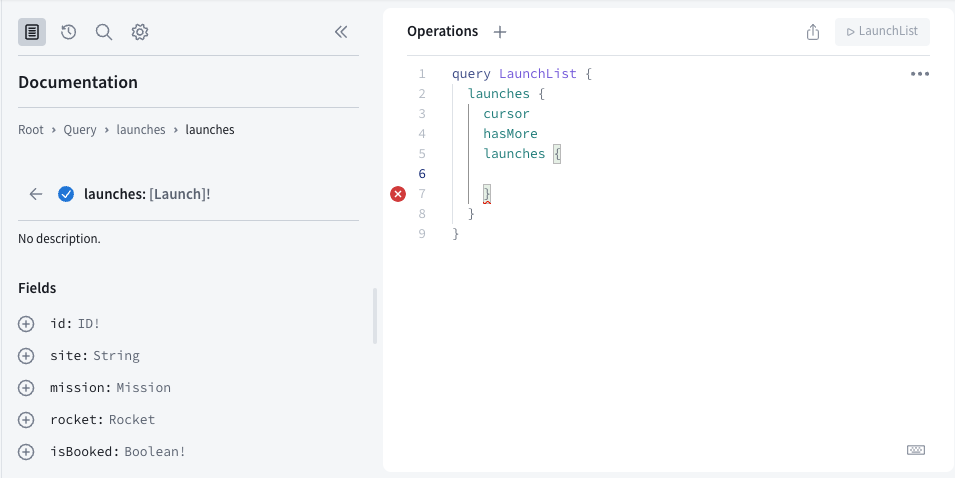 Documentation
Root > Query > launches > launches
launches: [Launch]!
No description.
Fields
id: ID!
site: String
mission: Mission
rocket: Rocket
isBooked: Boolean!
Operations
LaunchList
1 query LaunchList {
2 launches {
3 cursor
4 hasMore
5 launches {
6
7 }
8 }
9 }